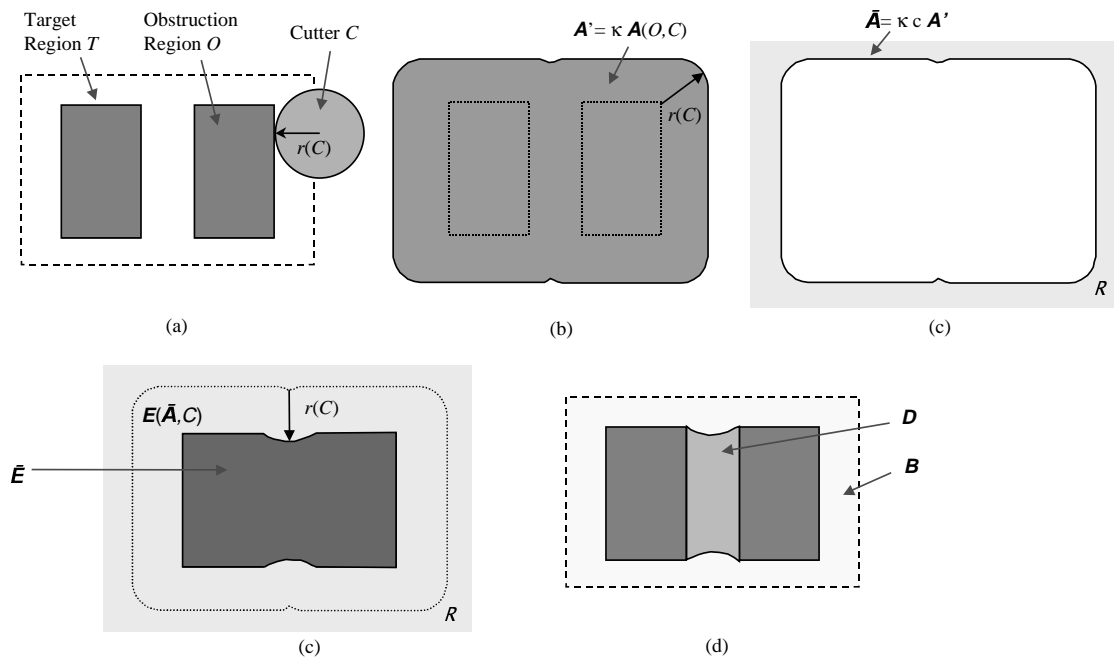 Target
Region T
Obstruction
Region O
Cutter C
r(C)
(a)
A'= κ A(O,C)
r(C)
(b)
Ā= κ c A'
R
(c)
E(Ā,C)
r(C)
Ē
R
(c)
D
B
(d)